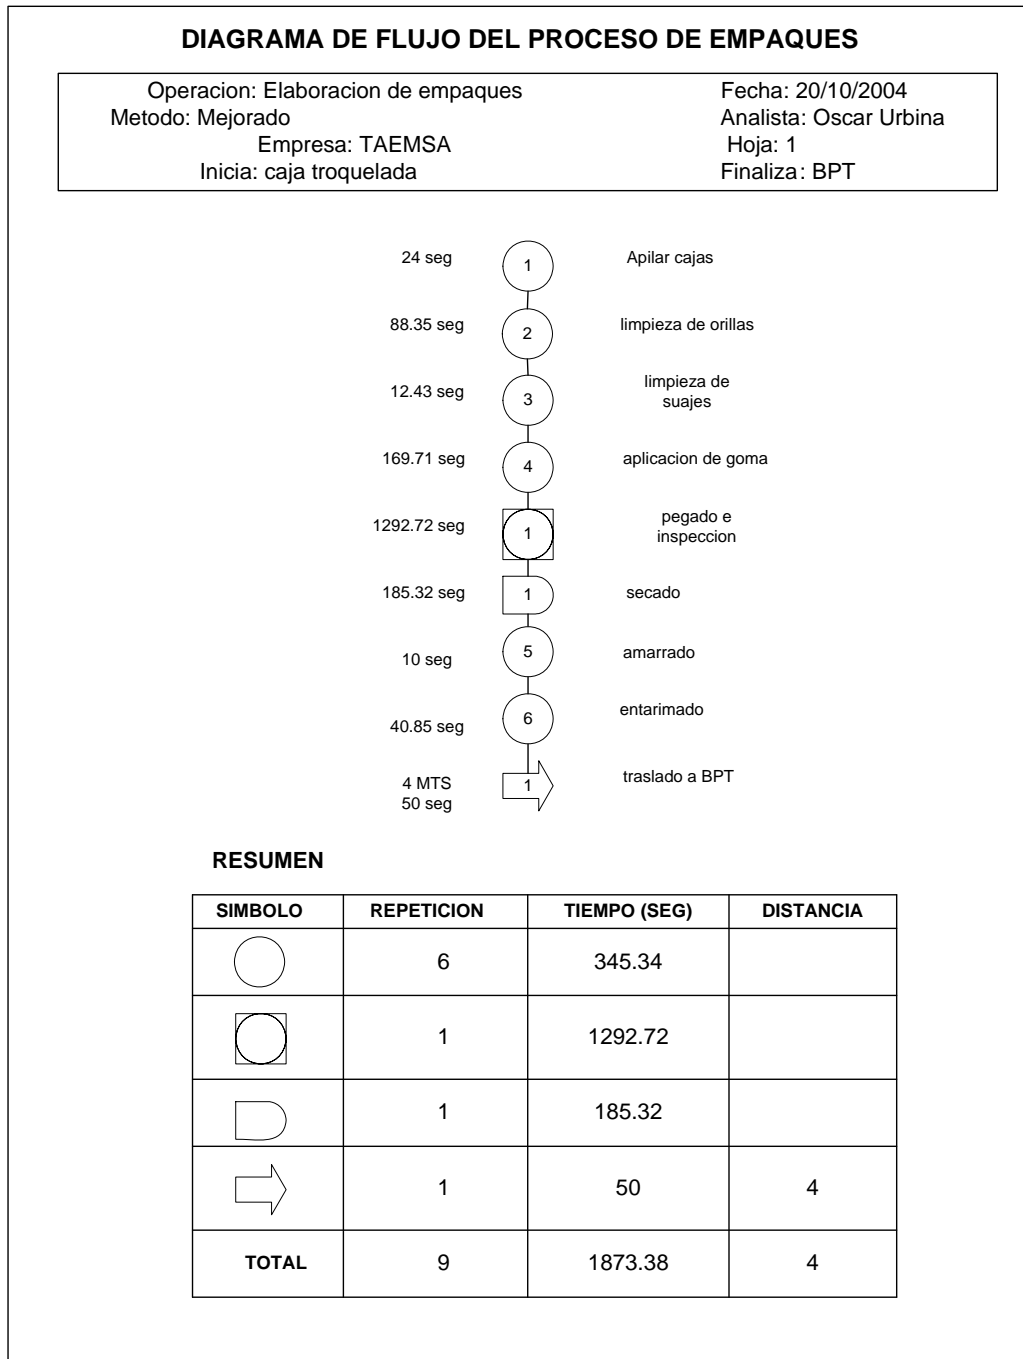 DIAGRAMA DE FLUJO DEL PROCESO DE EMPAQUES
Operacion: Elaboracion de empaques Fecha: 20/10/2004
Metodo: Mejorado Analista: Oscar Urbina
Empresa: TAEMSA Hoja: 1
Inicia: caja troquelada Finaliza: BPT
24 seg 1 Apilar cajas
88.35 seg 2 limpieza de orillas
12.43 seg 3 limpieza de
suajes
169.71 seg 4 aplicacion de goma
1292.72 seg 1 pegado e
inspeccion
185.32 seg 1 secado
10 seg 5 amarrado
40.85 seg 6 entarimado
4 MTS 1 traslado a BPT
50 seg
RESUMEN
SIMBOLO REPETICION TIEMPO (SEG) DISTANCIA
6 345.34
1 1292.72
1 185.32
1 50 4
TOTAL 9 1873.38 4